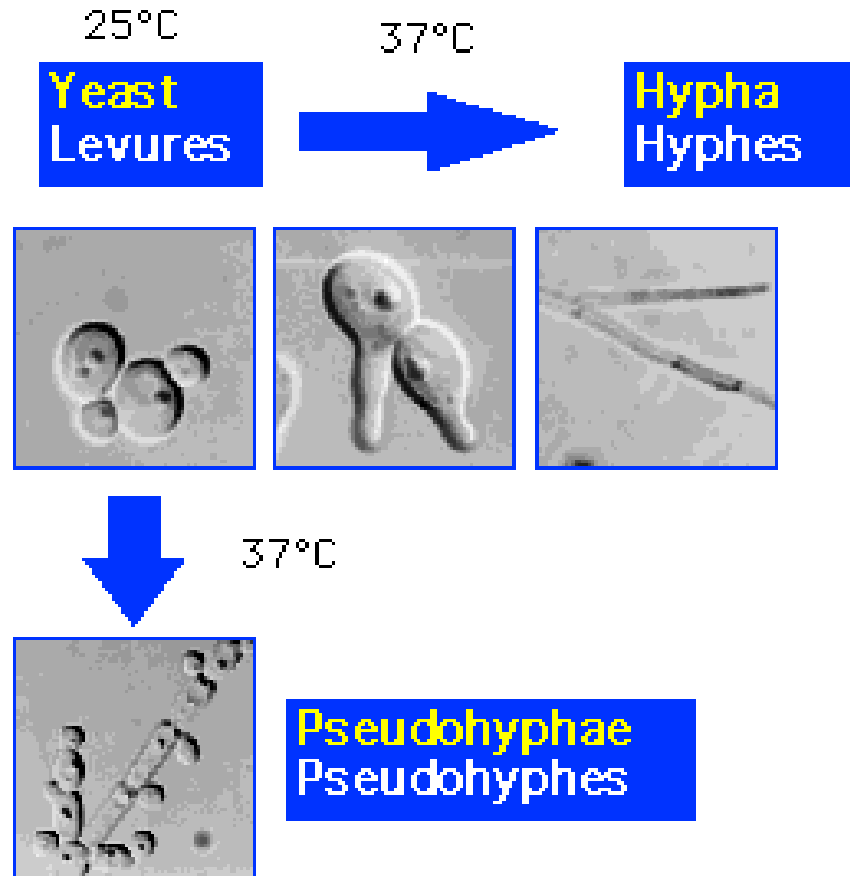 25°C
37°C
Yeast
Levures
Hypha
Hyphes
37°C
Pseudohyphae
Pseudohyphes